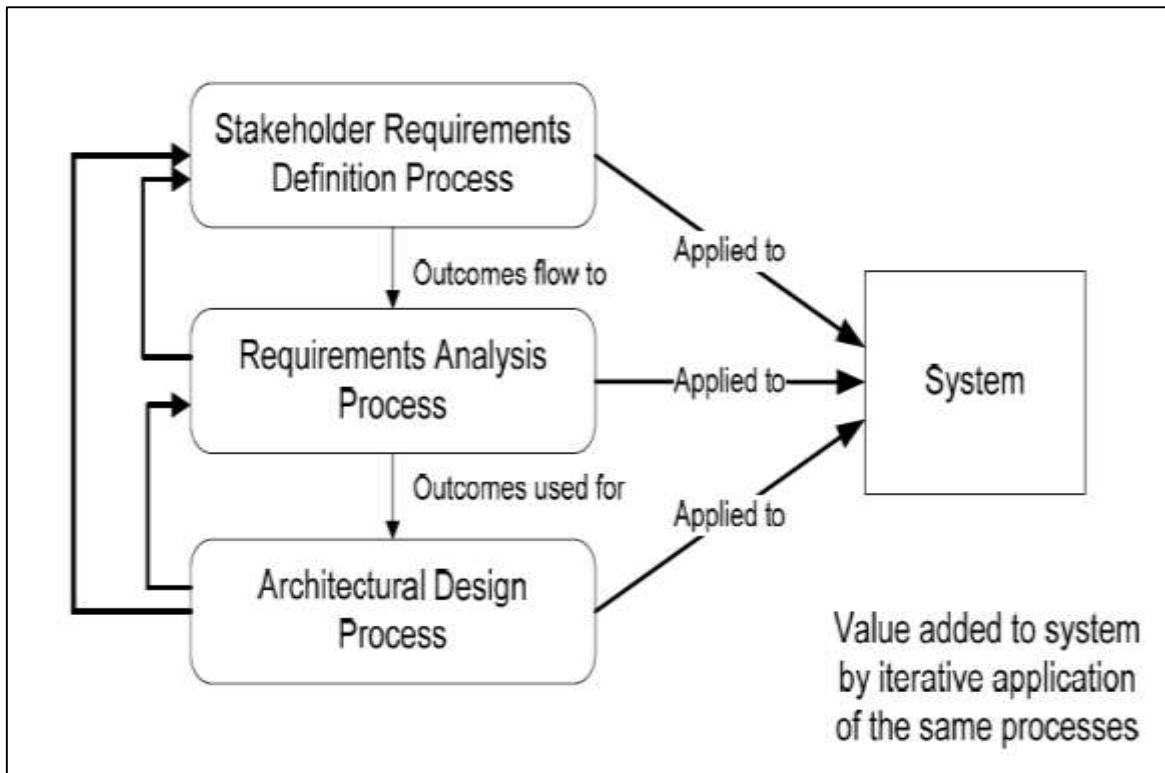 Stakeholder Requirements
Definition Process
Applied to
Outcomes flow to
Requirements Analysis
Process
Applied to
System
Outcomes used for
Applied to
Architectural Design
Process
Value added to system
by iterative application
of the same processes